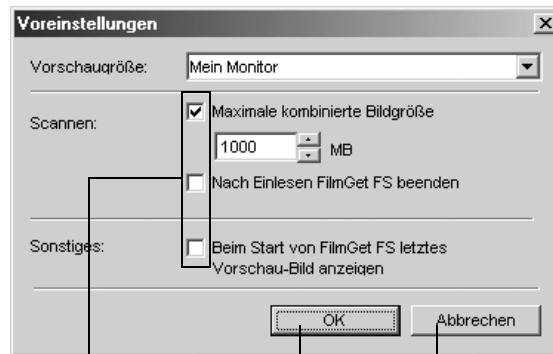 Voreinstellungen
Vorschaugröße: Mein Monitor
Scannen: Maximale kombinierte Bildgröße
1000 MB
Nach Einlesen FilmGet FS beenden
Sonstiges: Beim Start von FilmGet FS letztes
Vorschau-Bild anzeigen
OK Abbrechen